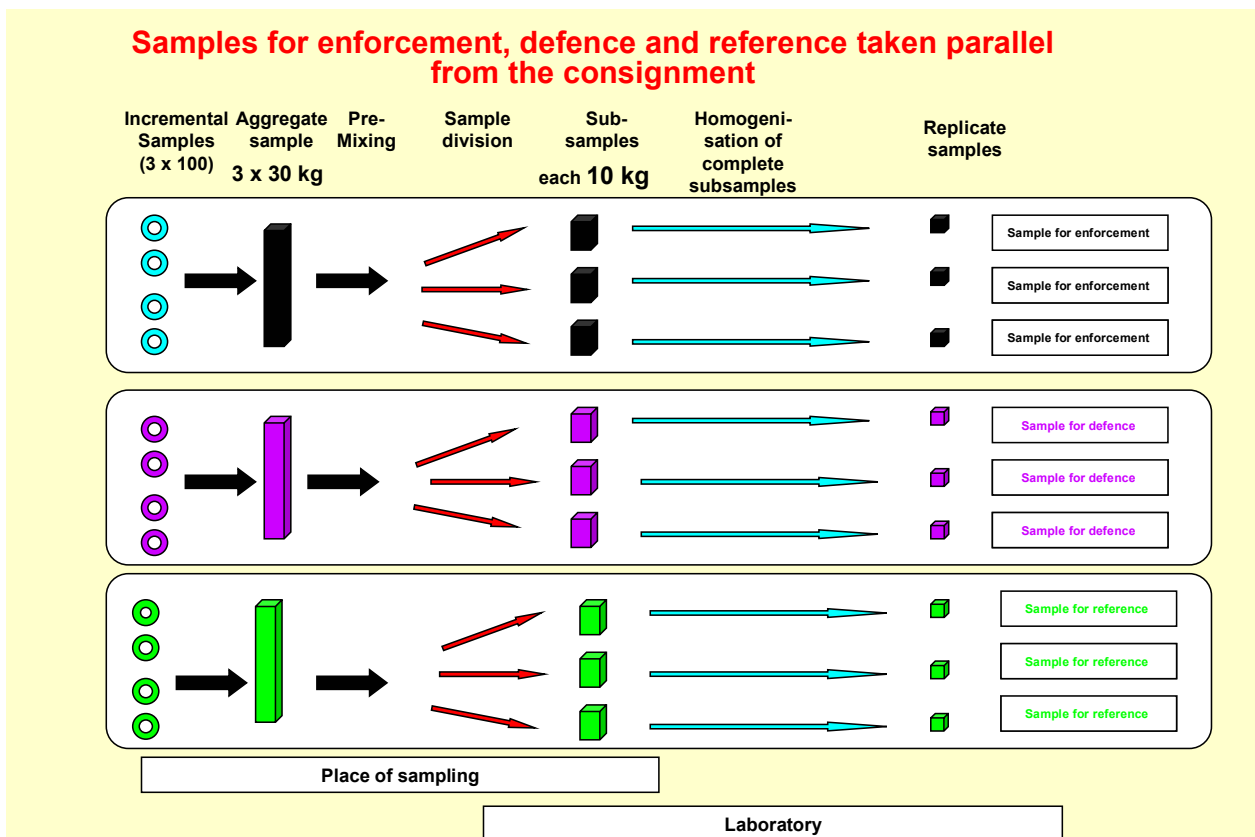 Samples for enforcement, defence and reference taken parallel
from the consignment
Incremental
Samples
(3 x 100)
Aggregate
sample
3 x 30 kg
Pre-
Mixing
Sample
division
Sub-
samples
each 10 kg
Homogeni-
sation of
complete
subsamples
Replicate
samples
Sample for enforcement
Sample for enforcement
Sample for enforcement
Sample for defence
Sample for defence
Sample for defence
Sample for reference
Sample for reference
Sample for reference
Place of sampling
Laboratory